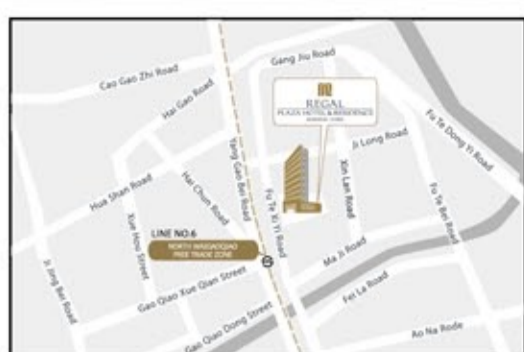 Gang Jiu Road
Cao Gao Zhi Road
Hai Gao Road
REGAL
PLAZA HOTEL & RESIDENCE
Fu Te Dong Yi Road
Ji Long Road
Yang Gao Bei Road
Xin Lan Road
Hua Shan Road
Hai Chun Road
Fu Te Xi Yi Road
Fu Te Bei Road
Xue Hou Street
LINE NO.6
NORTH WAIGAOQIAO
FREE TRADE ZONE
Ma Ji Road
Ji Jong Bei Road
Gao Qiao Xue Qian Street
Fei La Road
Gao Qiao Dong Street
Ao Na Rode